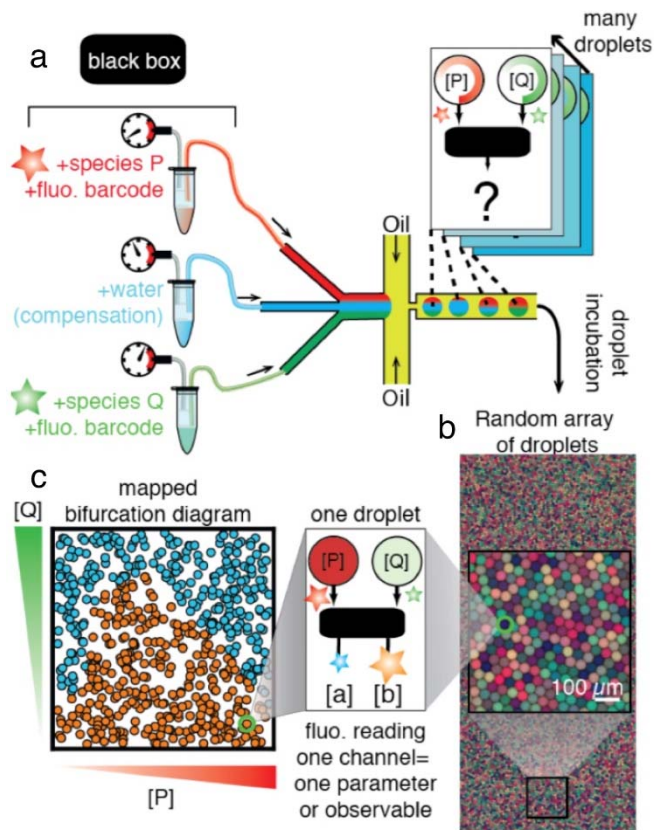 a
black box
many
droplets
[P]
[Q]
?
+species P
+fluo. barcode
+water
(compensation)
+species Q
+fluo. barcode
Oil
Oil
droplet
incubation
b
Random array
of droplets
100 µm
c
mapped
bifurcation diagram
[Q]
[P]
one droplet
[P]
[Q]
[a]
[b]
fluo. reading
one channel=
one parameter
or observable